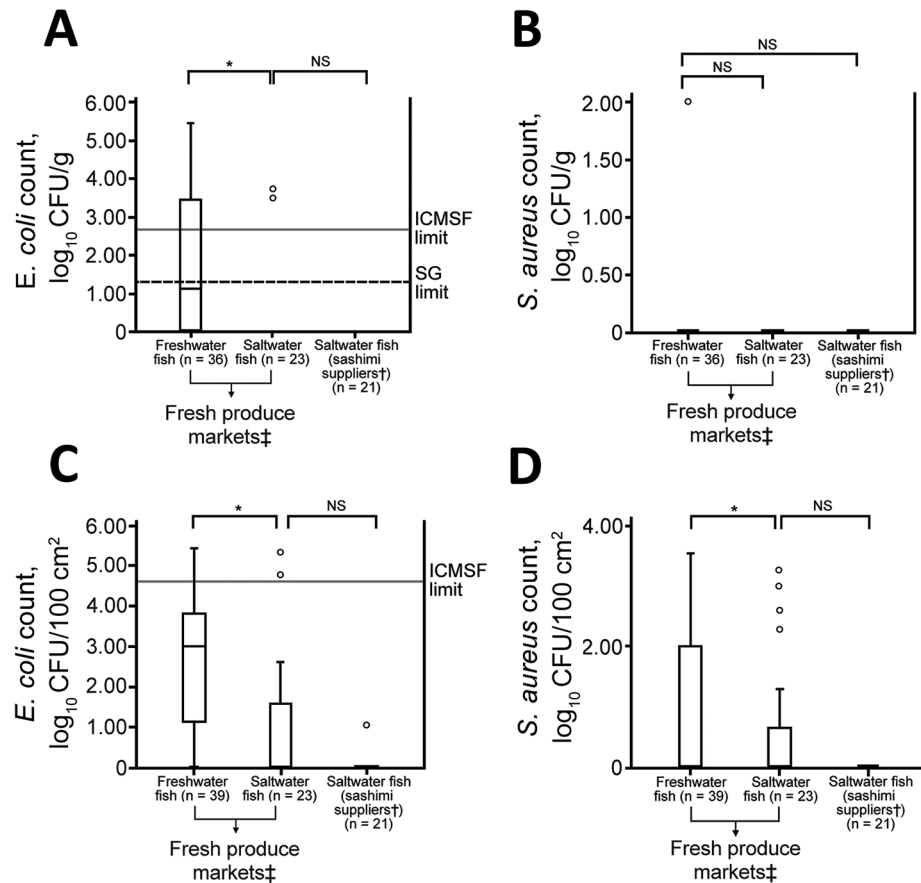 A
*
NS
E. coli count,
log10 CFU/g
6.00
5.00
4.00
3.00
2.00
1.00
0
ICMSF
limit
SG
limit
Freshwater
fish (n = 36)
Saltwater
fish (n = 23)
Saltwater fish
(sashimi
suppliers†)
(n = 21)
Fresh produce
markets‡
B
NS
NS
S. aureus count,
log10 CFU/g
2.00
1.50
1.00
0.50
0
Freshwater
fish (n = 36)
Saltwater
fish (n = 23)
Saltwater fish
(sashimi
suppliers†)
(n = 21)
Fresh produce
markets‡
C
*
NS
E. coli count,
log10 CFU/100 cm2
6.00
5.00
4.00
3.00
2.00
1.00
0
ICMSF
limit
Freshwater
fish (n = 39)
Saltwater
fish (n = 23)
Saltwater fish
(sashimi
suppliers†)
(n = 21)
Fresh produce
markets‡
D
*
NS
S. aureus count,
log10 CFU/100 cm2
4.00
2.00
0
Freshwater
fish (n = 39)
Saltwater
fish (n = 23)
Saltwater fish
(sashimi
suppliers†)
(n = 21)
Fresh produce
markets‡